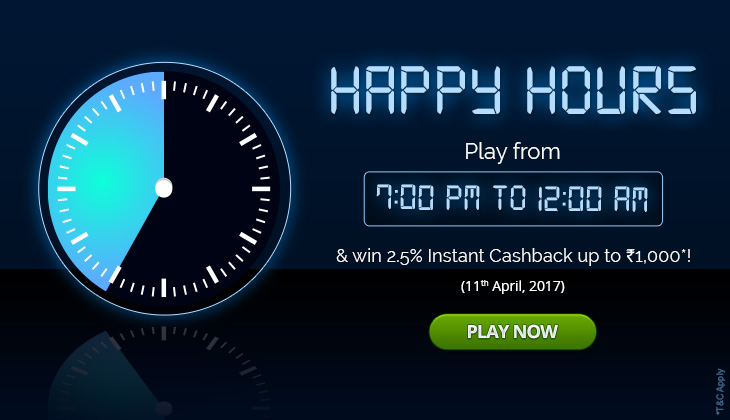 HAPPY HOURS
Play from
7:00 PM TO 12:00 AM
& win 2.5% Instant Cashback up to ₹1,000*!
(11th April, 2017)
PLAY NOW
*T&C Apply